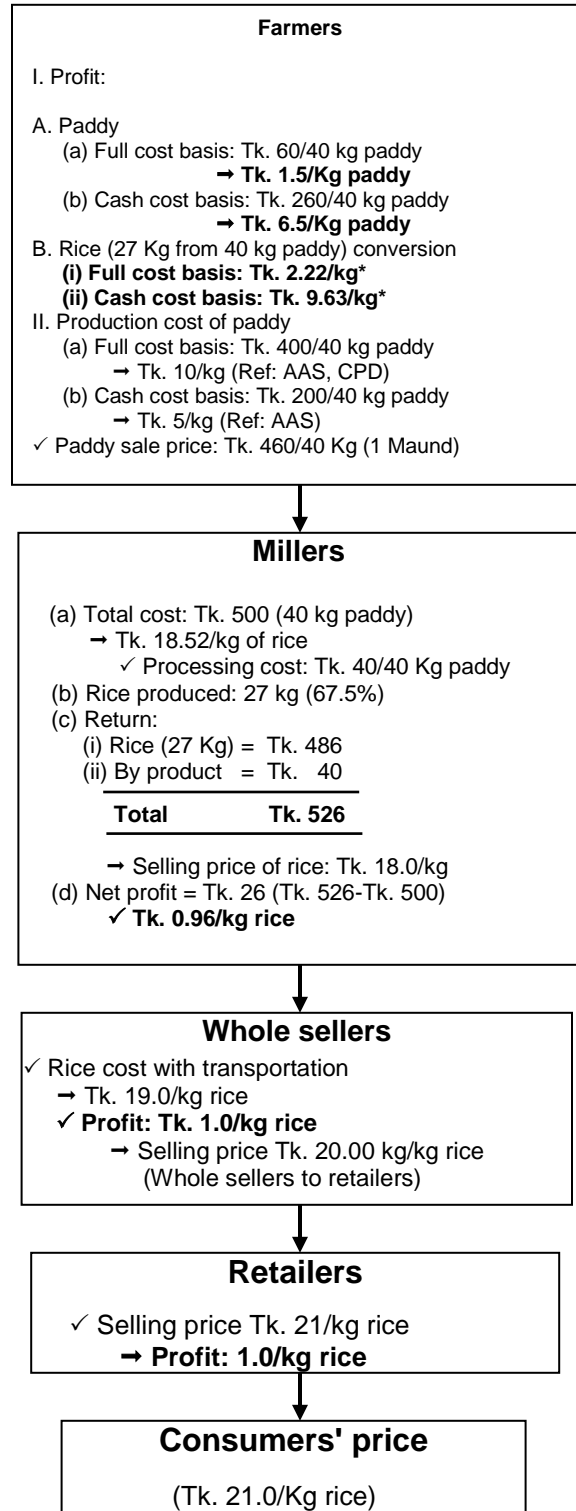 Farmers
I. Profit:
A. Paddy
(a) Full cost basis: Tk. 60/40 kg paddy
➞ Tk. 1.5/Kg paddy
(b) Cash cost basis: Tk. 260/40 kg paddy
➞ Tk. 6.5/Kg paddy
B. Rice (27 Kg from 40 kg paddy) conversion
(i) Full cost basis: Tk. 2.22/kg*
(ii) Cash cost basis: Tk. 9.63/kg*
II. Production cost of paddy
(a) Full cost basis: Tk. 400/40 kg paddy
➞ Tk. 10/kg (Ref: AAS, CPD)
(b) Cash cost basis: Tk. 200/40 kg paddy
➞ Tk. 5/kg (Ref: AAS)
✓ Paddy sale price: Tk. 460/40 Kg (1 Maund)
Millers
(a) Total cost: Tk. 500 (40 kg paddy)
➞ Tk. 18.52/kg of rice
✓ Processing cost: Tk. 40/40 Kg paddy
(b) Rice produced: 27 kg (67.5%)
(c) Return:
(i) Rice (27 Kg) = Tk. 486
(ii) By product = Tk. 40
Total Tk. 526
➞ Selling price of rice: Tk. 18.0/kg
(d) Net profit = Tk. 26 (Tk. 526-Tk. 500)
✓ Tk. 0.96/kg rice
Whole sellers
✓ Rice cost with transportation
➞ Tk. 19.0/kg rice
✓ Profit: Tk. 1.0/kg rice
➞ Selling price Tk. 20.00 kg/kg rice
(Whole sellers to retailers)
Retailers
✓ Selling price Tk. 21/kg rice
➞ Profit: 1.0/kg rice
Consumers' price
(Tk. 21.0/Kg rice)